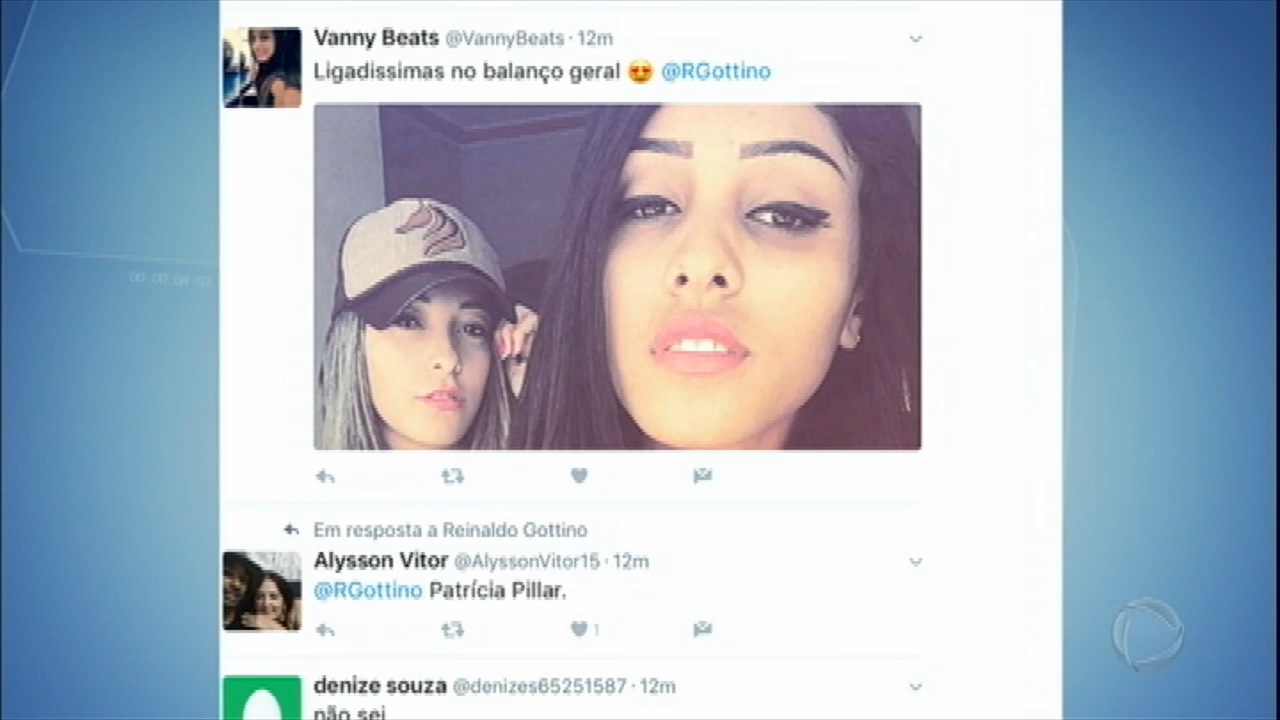 Vanny Beats @VannyBeats · 12m
Ligadissimas no balanço geral 😍 @RGottino
Em resposta a Reinaldo Gottino
Alysson Vitor @AlyssonVitor15 · 12m
@RGottino Patrícia Pillar.
1
denize souza @denizes65251587 · 12m
não sei